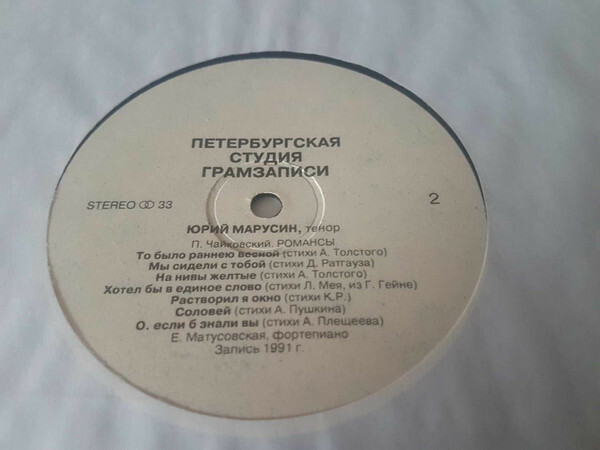 ПЕТЕРБУРГСКАЯ
СТУДИЯ
ГРАМЗАПИСИ
STEREO 33
2
ЮРИЙ МАРУСИН, тенор
П. Чайковский. РОМАНСЫ
То было раннею весной (стихи А. Толстого)
Мы сидели с тобой (стихи Д. Ратгауза)
На нивы желтые (стихи А. Толстого)
Хотел бы в единое слово (стихи Л. Мея, из Г. Гейне)
Растворил я окно (стихи К.Р.)
Соловей (стихи А. Пушкина)
О, если б знали вы (стихи А. Плещеева)
Е. Матусовская, фортепиано
Запись 1991 г.